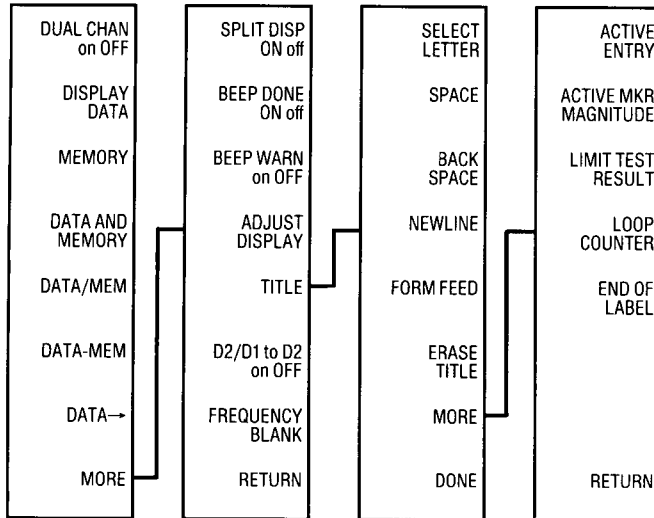 DUAL CHAN
on OFF
DISPLAY
DATA
MEMORY
DATA AND
MEMORY
DATA/MEM
DATA-MEM
DATA→
MORE
SPLIT DISP
ON off
BEEP DONE
ON off
BEEP WARN
on OFF
ADJUST
DISPLAY
TITLE
D2/D1 to D2
on OFF
FREQUENCY
BLANK
RETURN
SELECT
LETTER
SPACE
BACK
SPACE
NEWLINE
FORM FEED
ERASE
TITLE
MORE
DONE
ACTIVE
ENTRY
ACTIVE MKR
MAGNITUDE
LIMIT TEST
RESULT
LOOP
COUNTER
END OF
LABEL
RETURN